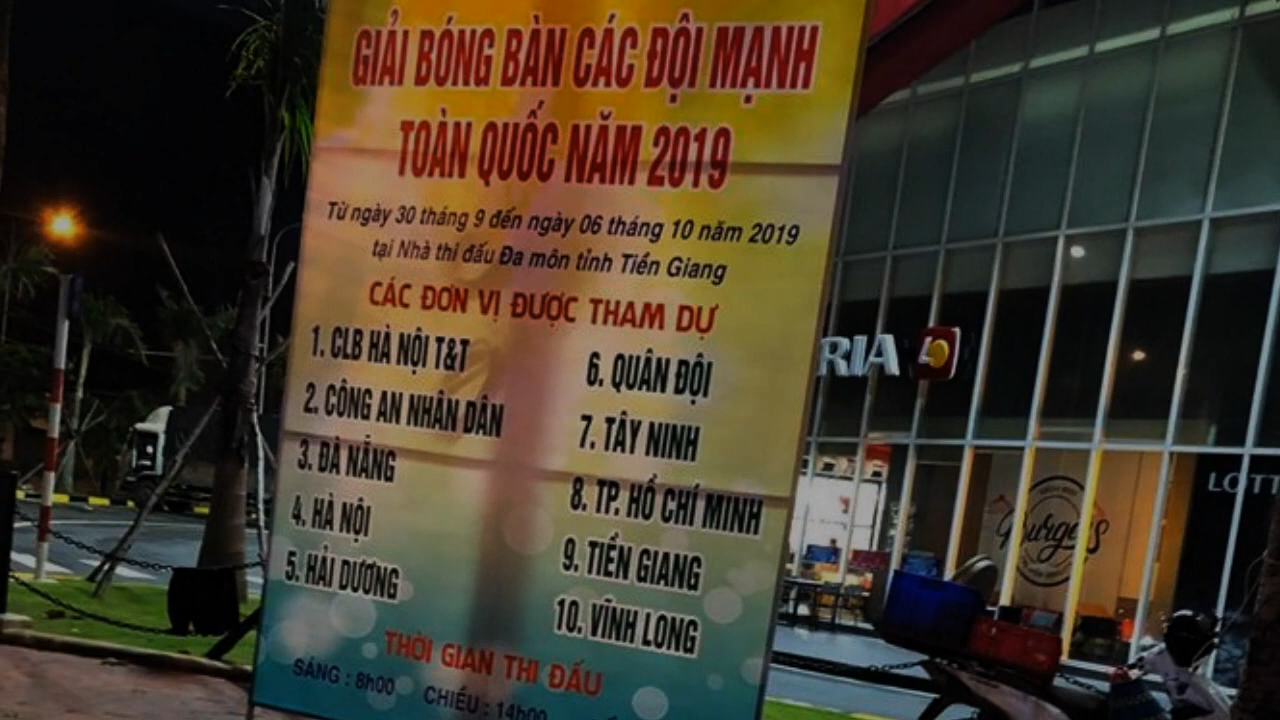 GIẢI BÓNG BÀN CÁC ĐỘI MẠNH
TOÀN QUỐC NĂM 2019
Từ ngày 30 tháng 9 đến ngày 06 tháng 10 năm 2019
tại Nhà thi đấu Đa môn tỉnh Tiền Giang
CÁC ĐƠN VỊ ĐƯỢC THAM DỰ
1. CLB HÀ NỘI T&T
2. CÔNG AN NHÂN DÂN
3. ĐÀ NẴNG
4. HÀ NỘI
5. HẢI DƯƠNG
6. QUÂN ĐỘI
7. TÂY NINH
8. TP. HỒ CHÍ MINH
9. TIỀN GIANG
10. VĨNH LONG
THỜI GIAN THI ĐẤU
SÁNG : 8h00
CHIỀU : 14h00
RIA
LOTT
Burgers